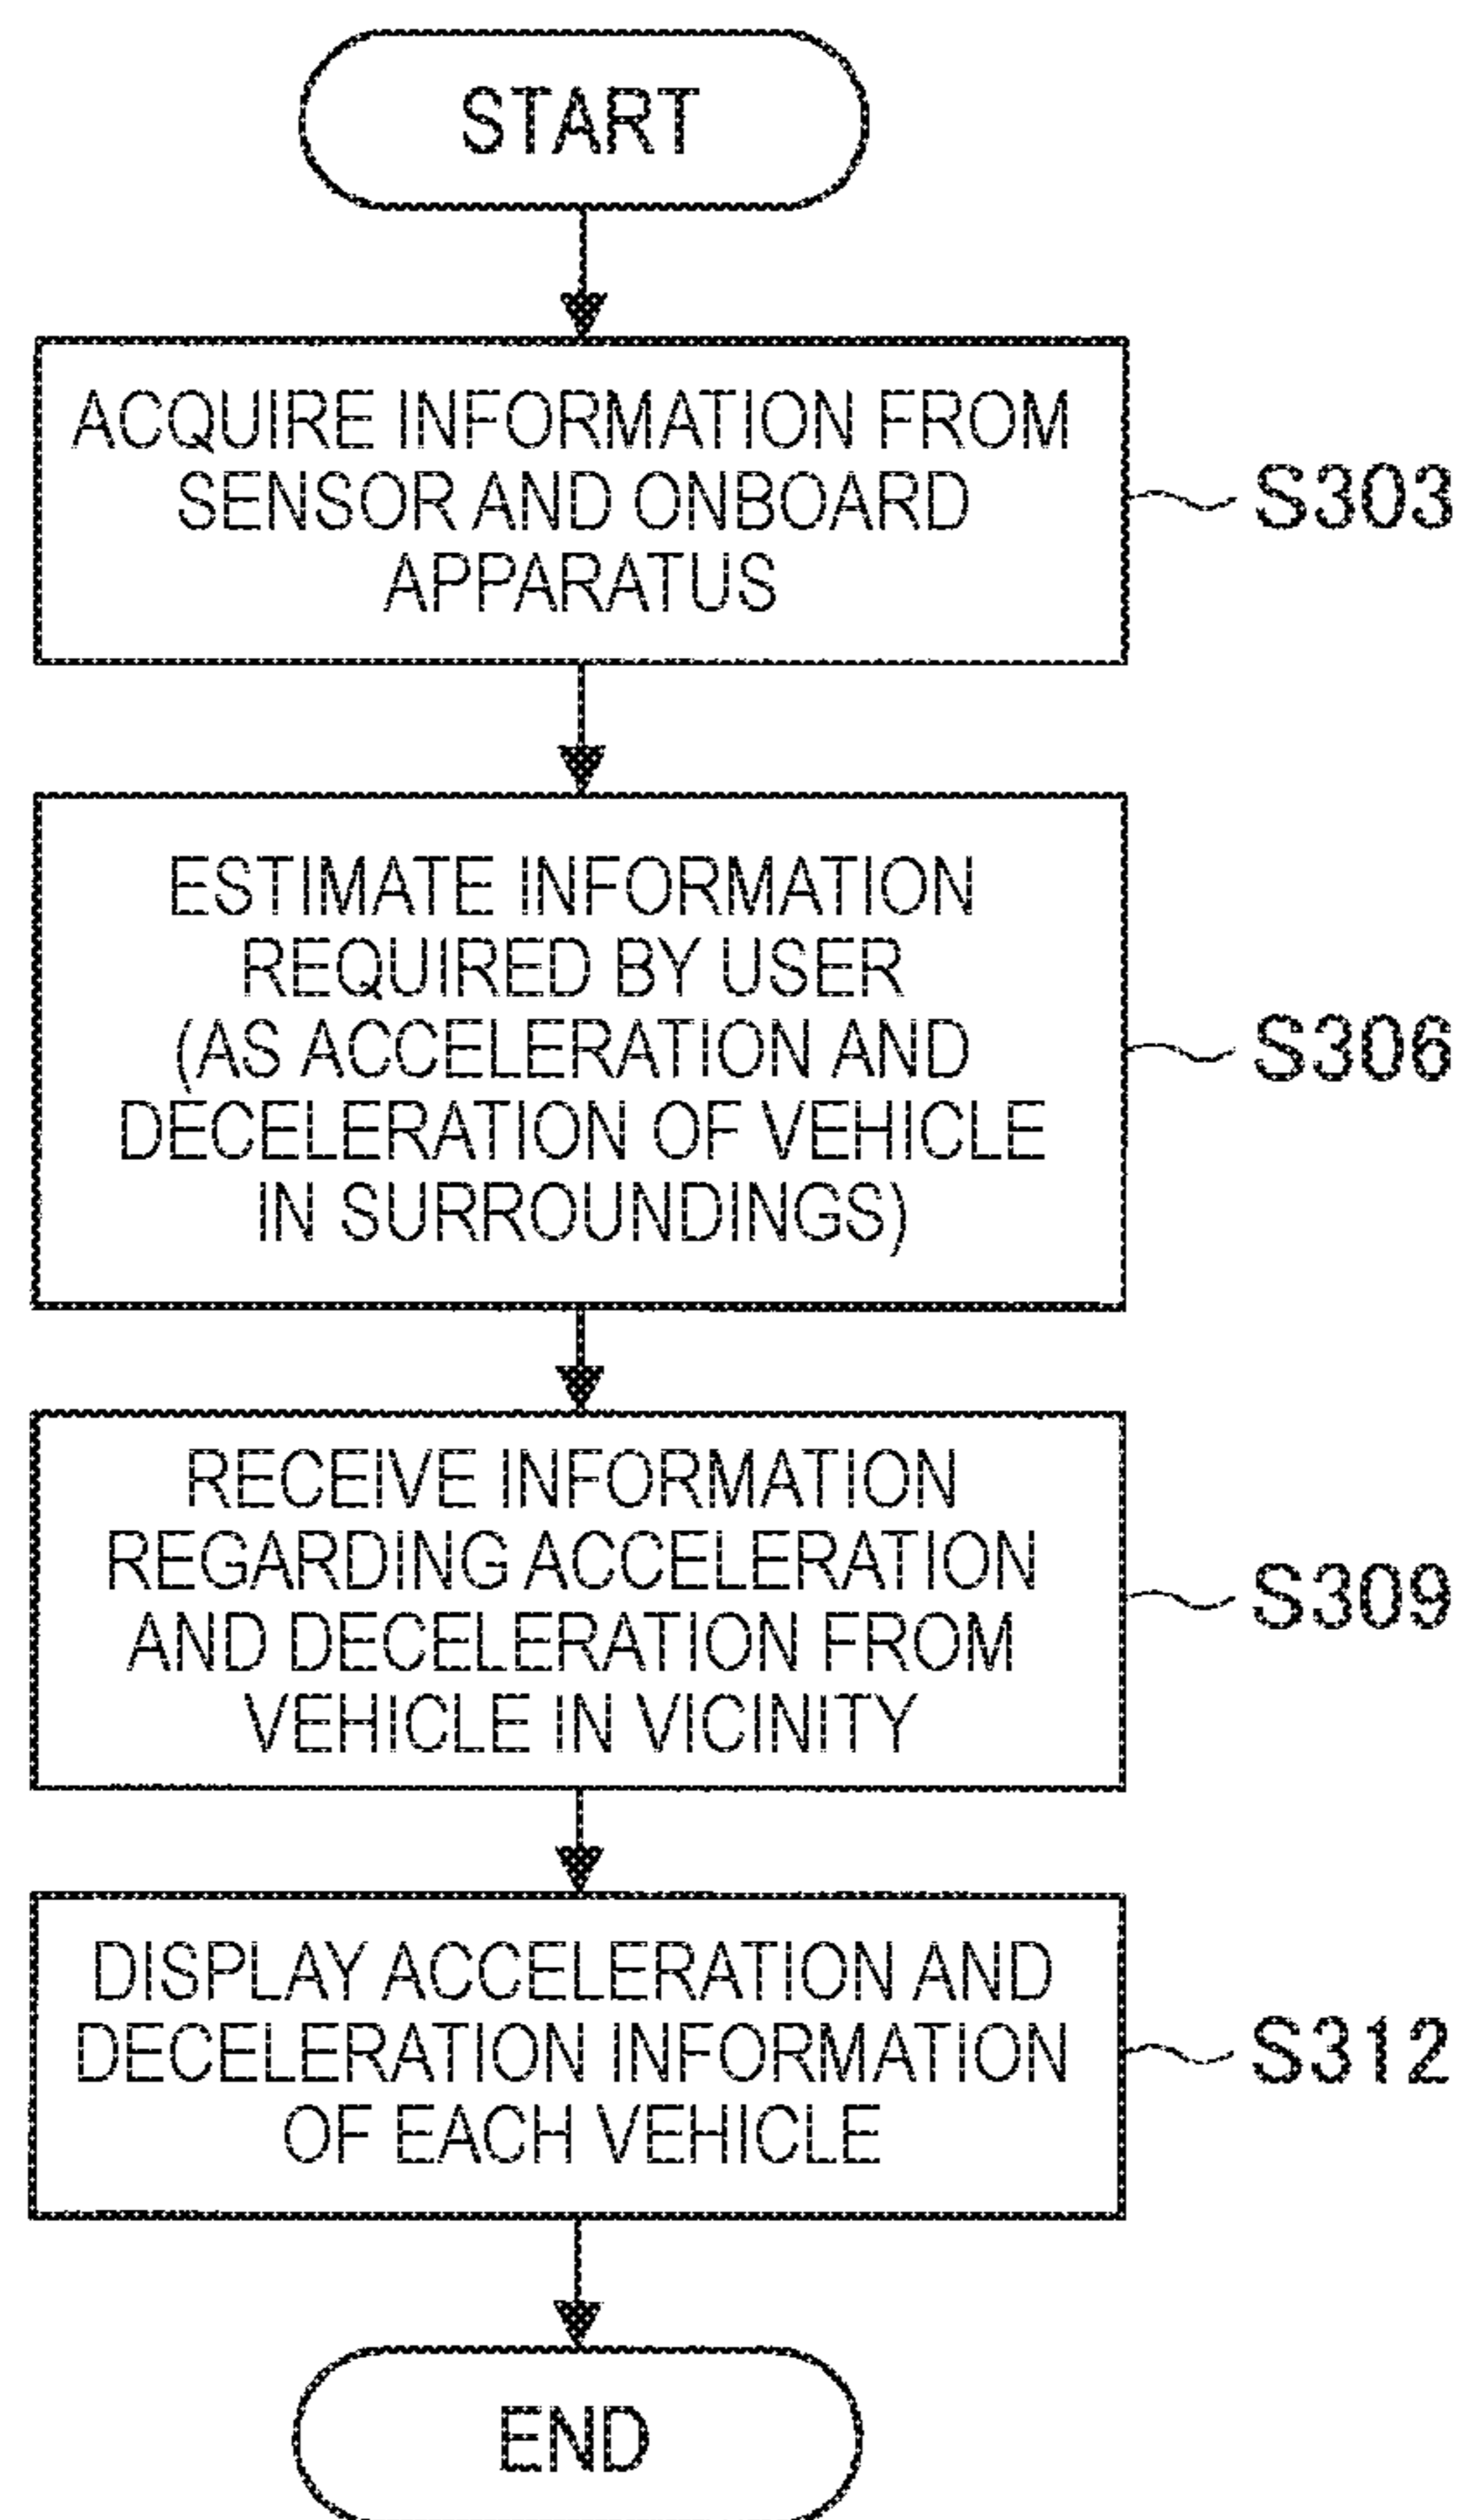 START
ACQUIRE INFORMATION FROM
SENSOR AND ONBOARD
APPARATUS
S303
ESTIMATE INFORMATION
REQUIRED BY USER
(AS ACCELERATION AND
DECELERATION OF VEHICLE
IN SURROUNDINGS)
S306
RECEIVE INFORMATION
REGARDING ACCELERATION
AND DECELERATION FROM
VEHICLE IN VICINITY
S309
DISPLAY ACCELERATION AND
DECELERATION INFORMATION
OF EACH VEHICLE
S312
END